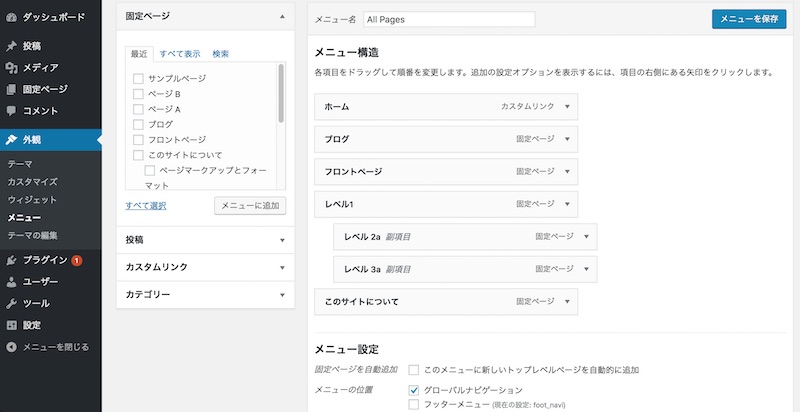 ダッシュボード
投稿
メディア
固定ページ
コメント
外観
テーマ
カスタマイズ
ウィジェット
メニュー
テーマの編集
プラグイン 1
ユーザー
ツール
設定
メニューを閉じる
固定ページ
最近 すべて表示 検索
サンプルページ
ページ B
ページ A
ブログ
フロントページ
このサイトについて
ページマークアップとフォー
マット
すべて選択 メニューに追加
投稿
カスタムリンク
カテゴリー
メニュー名 All Pages メニューを保存
メニュー構造
各項目をドラッグして順番を変更します。追加の設定オプションを表示するには、項目の右側にある矢印をクリックします。
ホーム カスタムリンク
ブログ 固定ページ
フロントページ 固定ページ
レベル1 固定ページ
レベル 2a 副項目 固定ページ
レベル 3a 副項目 固定ページ
このサイトについて 固定ページ
メニュー設定
固定ページを自動追加 このメニューに新しいトップレベルページを自動的に追加
メニューの位置 グローバルナビゲーション
フッターメニュー (現在の設定: foot_navi)